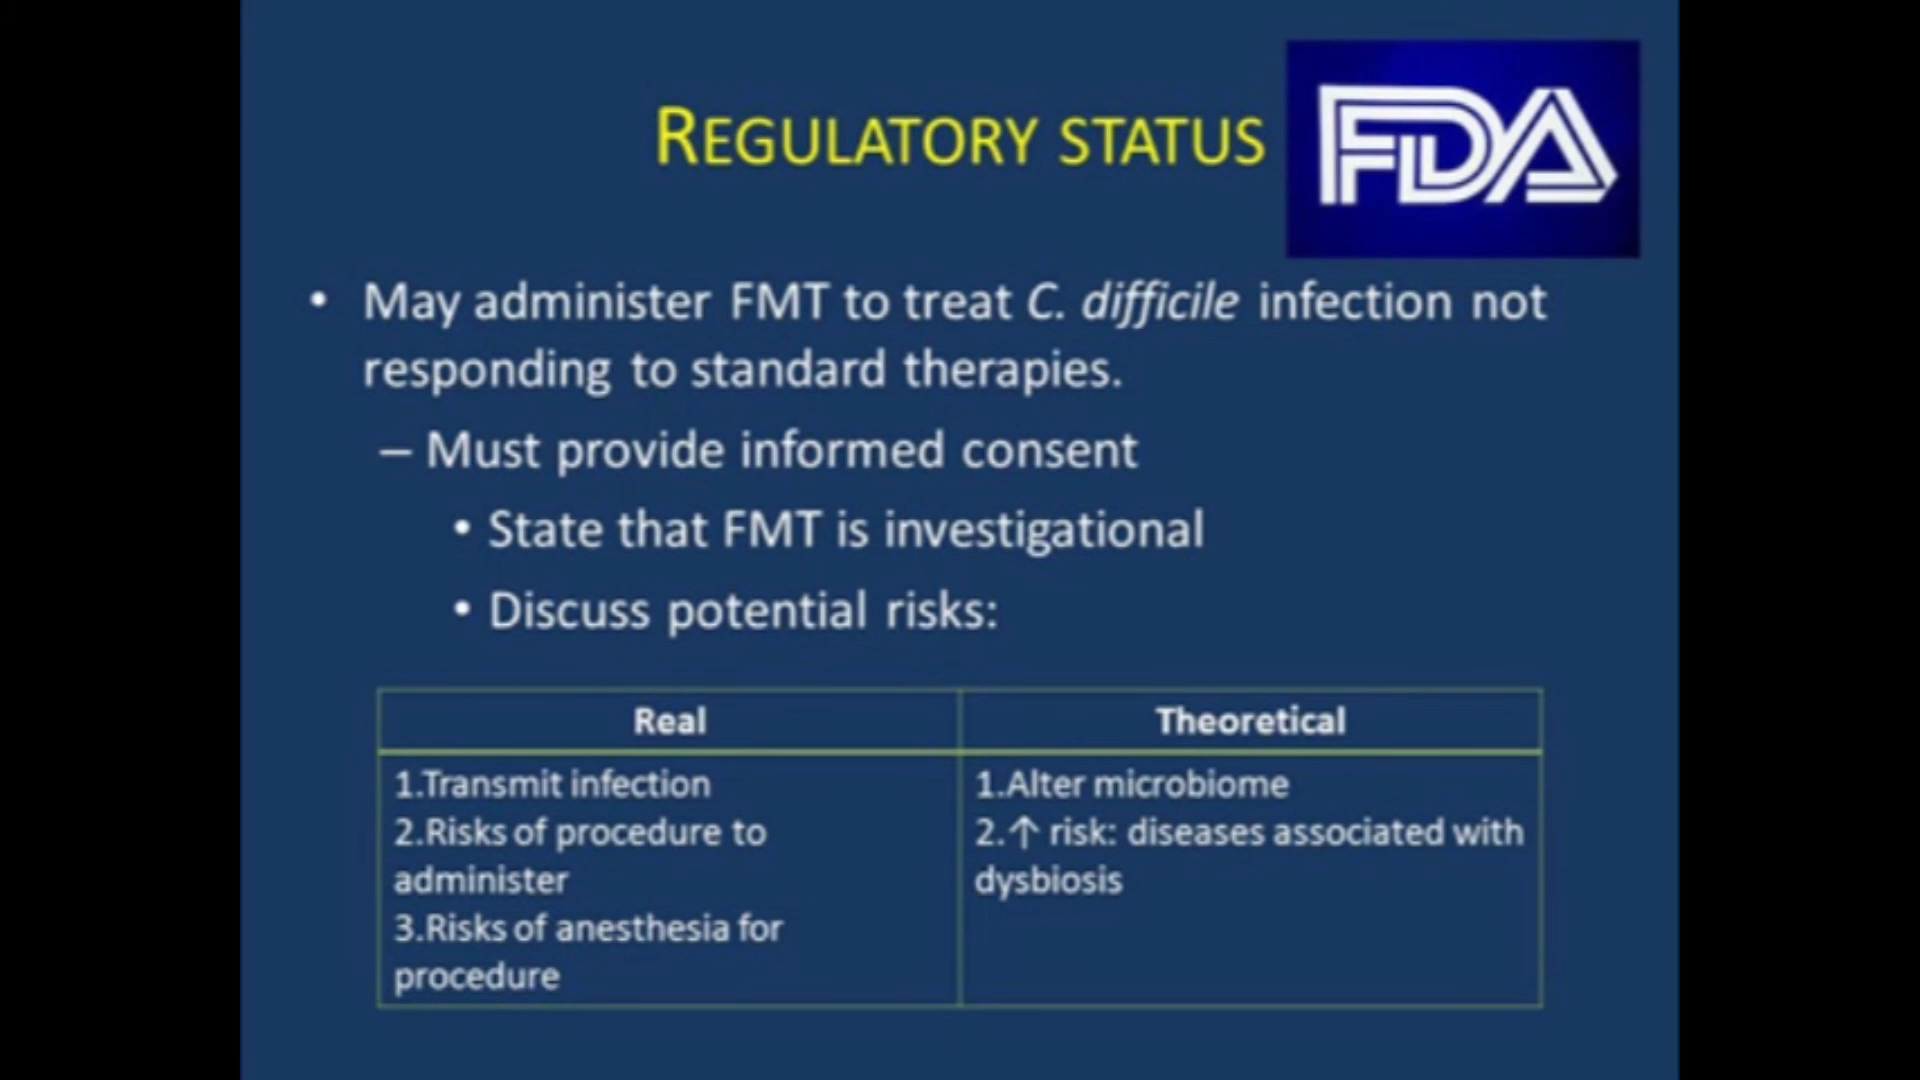 REGULATORY STATUS
FDA
• May administer FMT to treat C. difficile infection not
responding to standard therapies.
– Must provide informed consent
• State that FMT is investigational
• Discuss potential risks:
Real
Theoretical
1.Transmit infection
2.Risks of procedure to
administer
3.Risks of anesthesia for
procedure
1.Alter microbiome
2.↑ risk: diseases associated with
dysbiosis